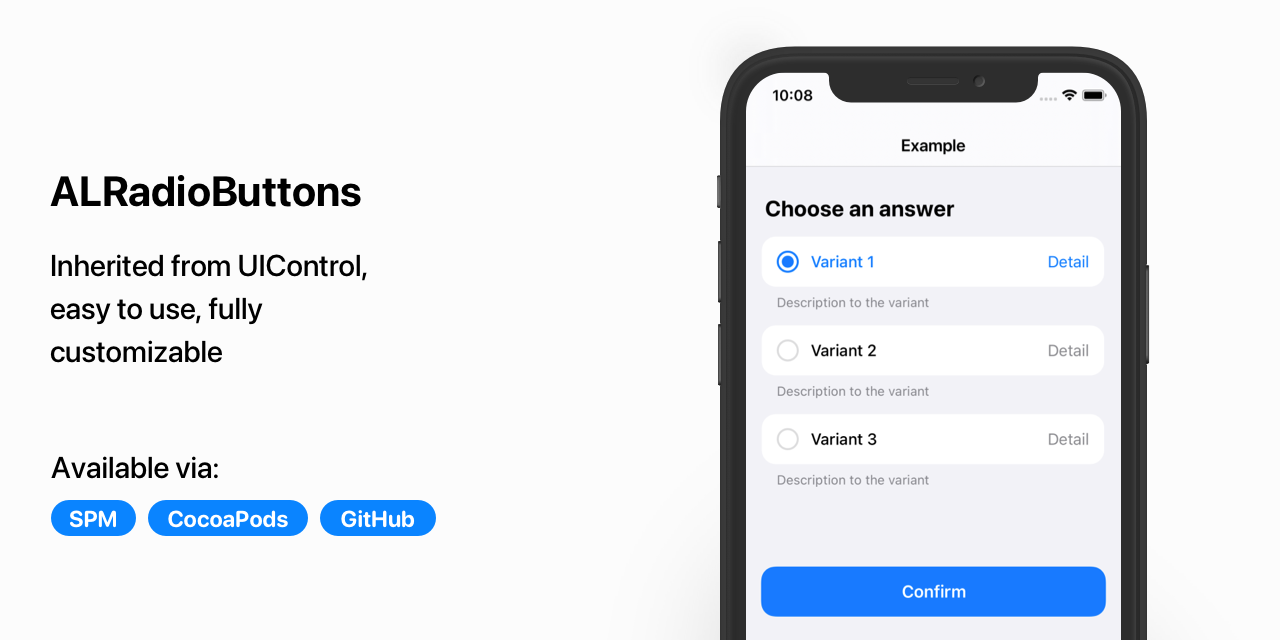 ALRadioButtons
Inherited from UIControl,
easy to use, fully
customizable
Available via:
SPM CocoaPods GitHub
10:08
Example
Choose an answer
Variant 1 Detail
Description to the variant
Variant 2 Detail
Description to the variant
Variant 3 Detail
Description to the variant
Confirm